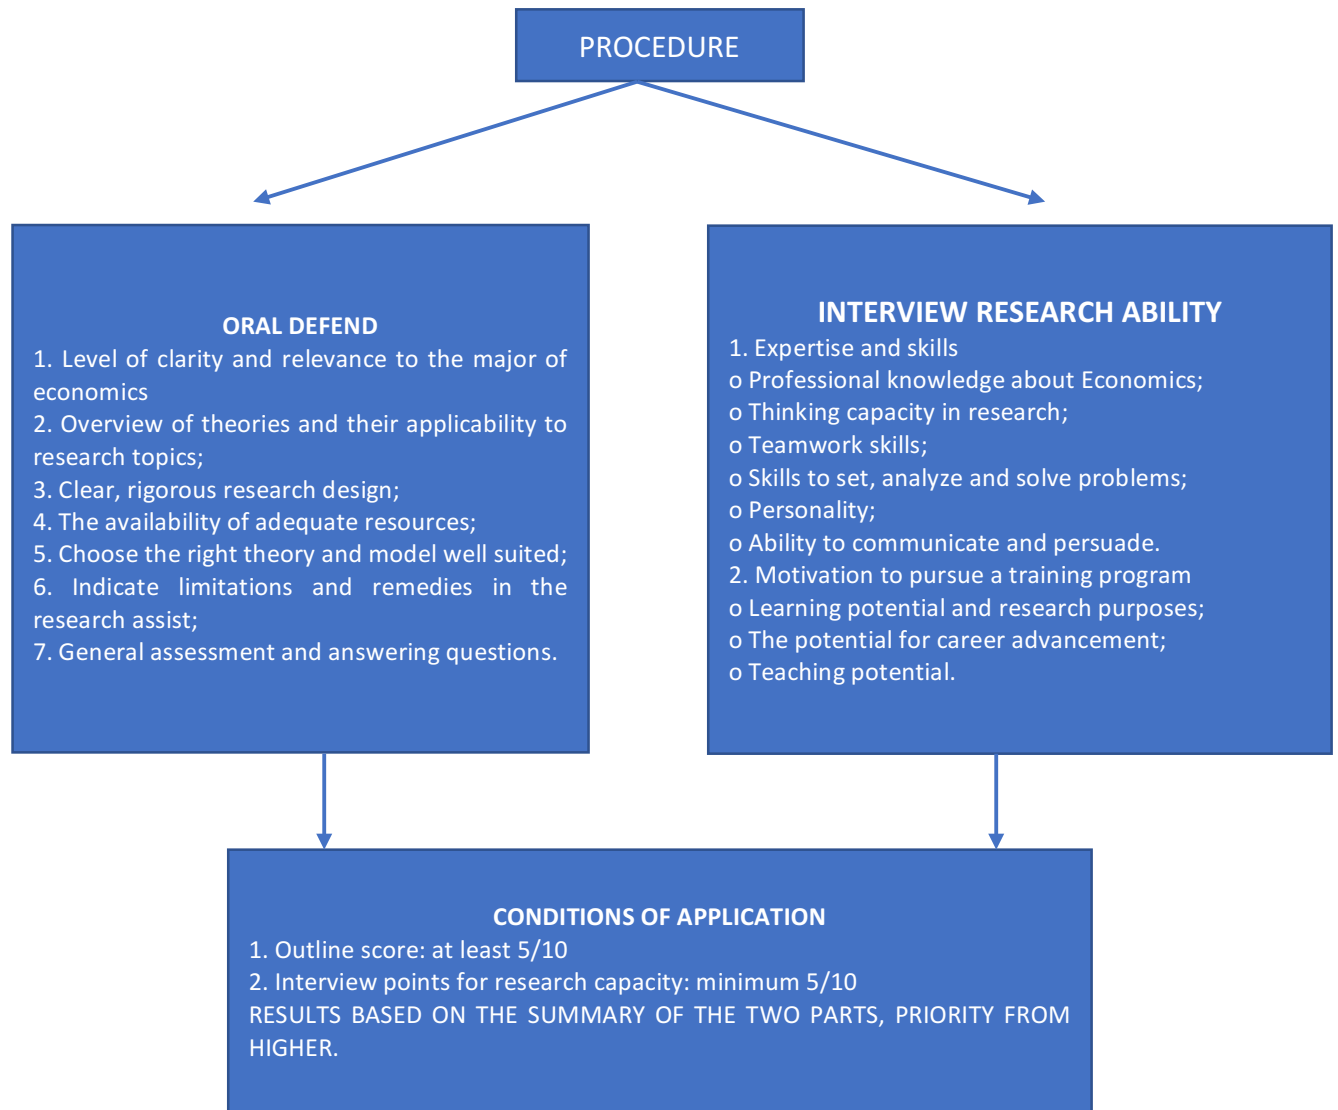 PROCEDURE
ORAL DEFEND
1. Level of clarity and relevance to the major of
economics
2. Overview of theories and their applicability to
research topics;
3. Clear, rigorous research design;
4. The availability of adequate resources;
5. Choose the right theory and model well suited;
6. Indicate limitations and remedies in the
research assist;
7. General assessment and answering questions.
INTERVIEW RESEARCH ABILITY
1. Expertise and skills
o Professional knowledge about Economics;
o Thinking capacity in research;
o Teamwork skills;
o Skills to set, analyze and solve problems;
o Personality;
o Ability to communicate and persuade.
2. Motivation to pursue a training program
o Learning potential and research purposes;
o The potential for career advancement;
o Teaching potential.
CONDITIONS OF APPLICATION
1. Outline score: at least 5/10
2. Interview points for research capacity: minimum 5/10
RESULTS BASED ON THE SUMMARY OF THE TWO PARTS, PRIORITY FROM
HIGHER.